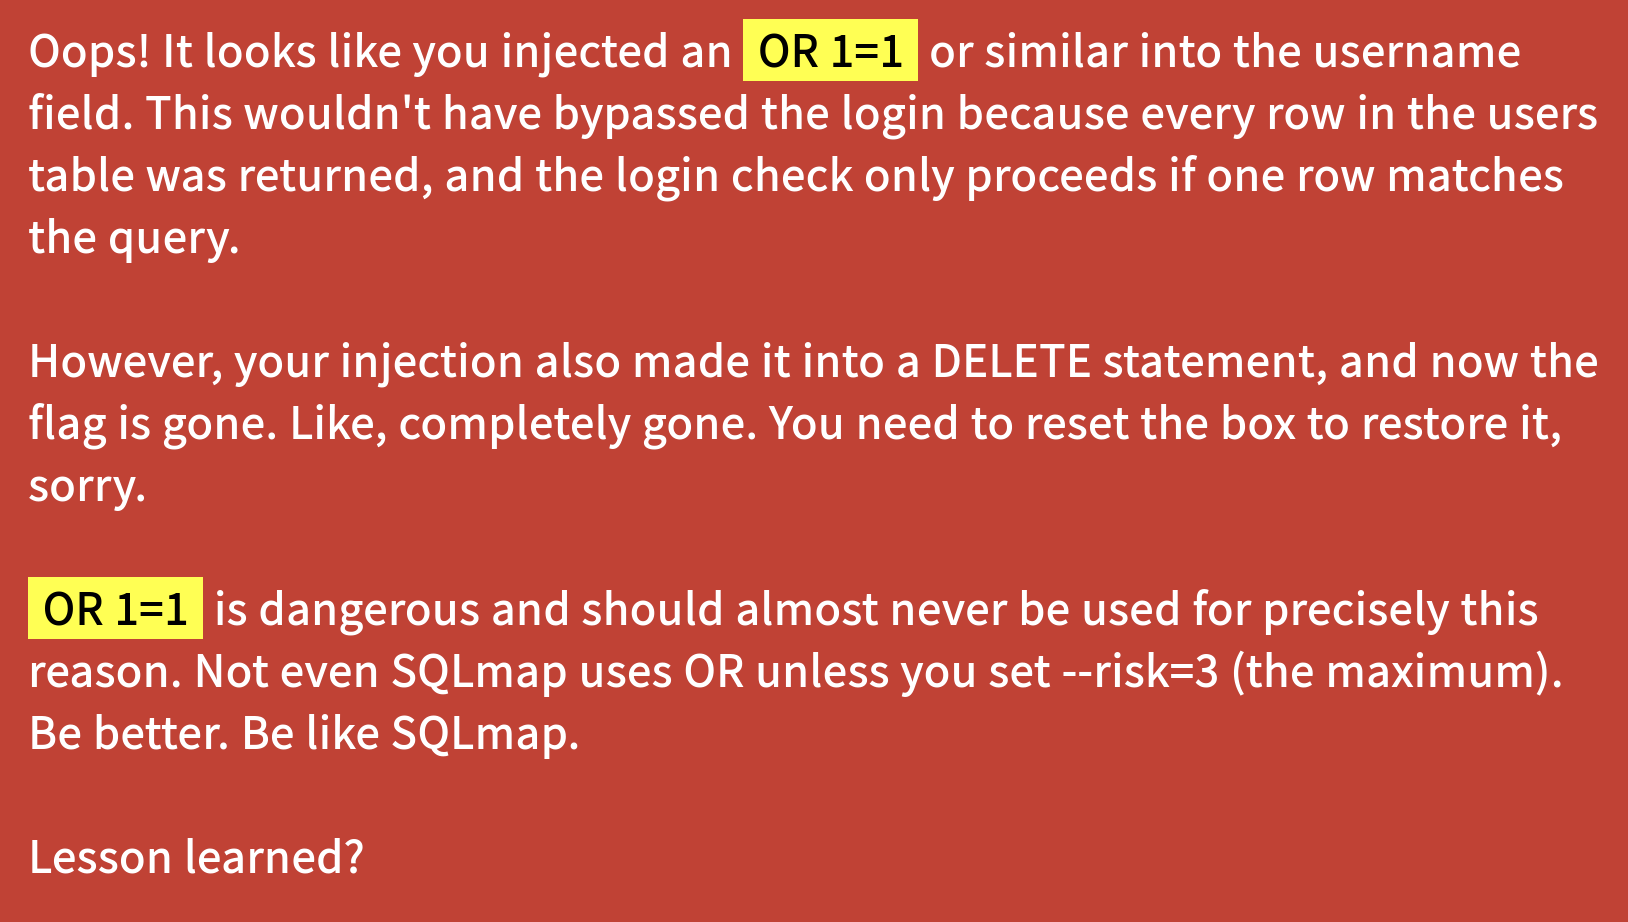 Oops! It looks like you injected an OR 1=1 or similar into the username
field. This wouldn't have bypassed the login because every row in the users
table was returned, and the login check only proceeds if one row matches
the query.
However, your injection also made it into a DELETE statement, and now the
flag is gone. Like, completely gone. You need to reset the box to restore it,
sorry.
OR 1=1 is dangerous and should almost never be used for precisely this
reason. Not even SQLmap uses OR unless you set --risk=3 (the maximum).
Be better. Be like SQLmap.
Lesson learned?